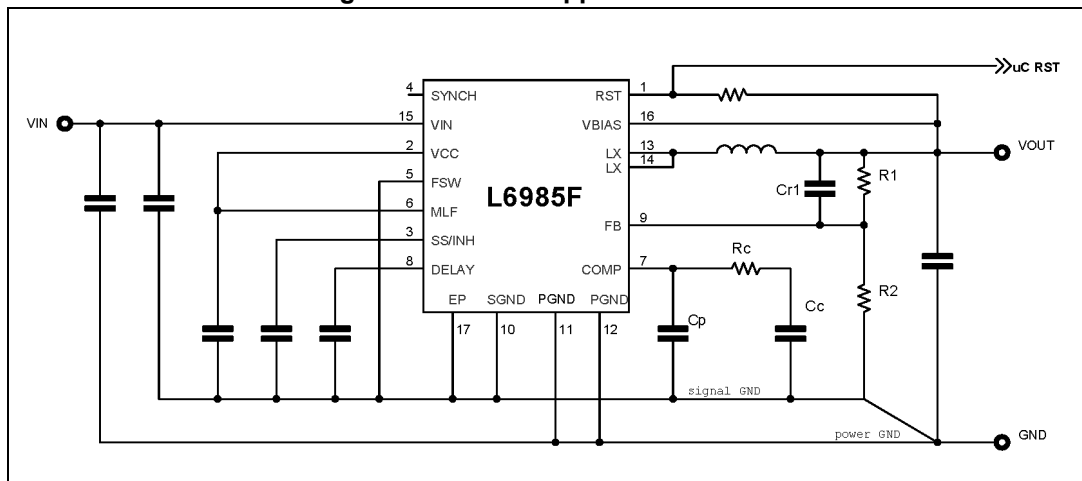 uC RST
4 SYNCH RST 1
VIN 15 VIN VBIAS 16
2 VCC LX 13 VOUT
LX 14
5 FSW R1
L6985F Cr1
6 MLF FB 9
3 SS/INH Rc
8 DELAY COMP 7
R2
EP SGND PGND PGND
17 10 11 12 Cp Cc
signal GND
power GND GND